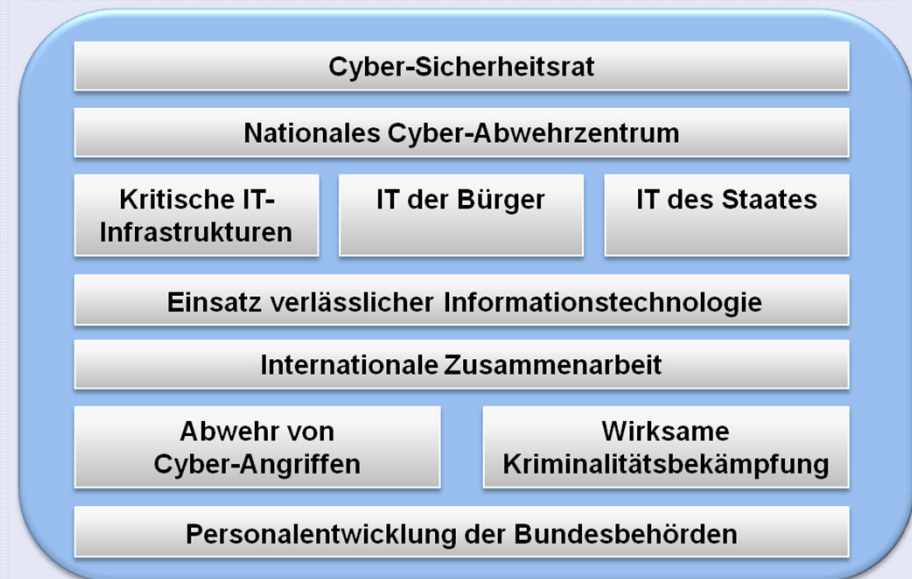 Cyber-Sicherheitsrat
Nationales Cyber-Abwehrzentrum
Kritische IT-
Infrastrukturen
IT der Bürger
IT des Staates
Einsatz verlässlicher Informationstechnologie
Internationale Zusammenarbeit
Abwehr von
Cyber-Angriffen
Wirksame
Kriminalitätsbekämpfung
Personalentwicklung der Bundesbehörden